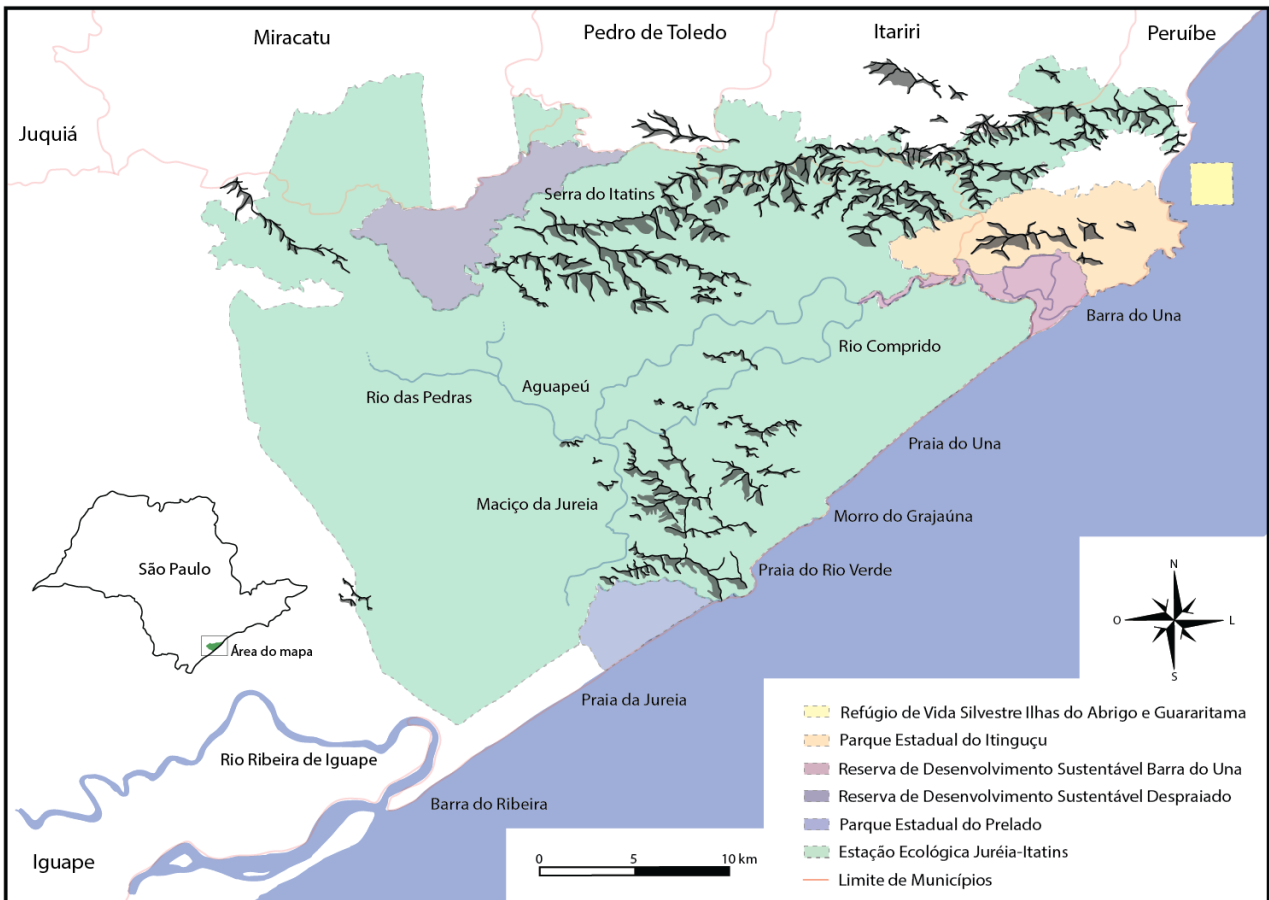 Miracatu
Pedro de Toledo
Itariri
Peruíbe
Juquiá
Serra do Itatins
Barra do Una
Rio Comprido
Aguapeú
Rio das Pedras
Praia do Una
Maciço da Jureia
Morro do Grajaúna
São Paulo
Praia do Rio Verde
Área do mapa
N
O
L
S
Praia da Jureia
Rio Ribeira de Iguape
Barra do Ribeira
Iguape
Refúgio de Vida Silvestre Ilhas do Abrigo e Guararitama
Parque Estadual do Itinguçu
Reserva de Desenvolvimento Sustentável Barra do Una
Reserva de Desenvolvimento Sustentável Despraiado
Parque Estadual do Prelado
Estação Ecológica Juréia-Itatins
Limite de Municípios
0 5 10 km